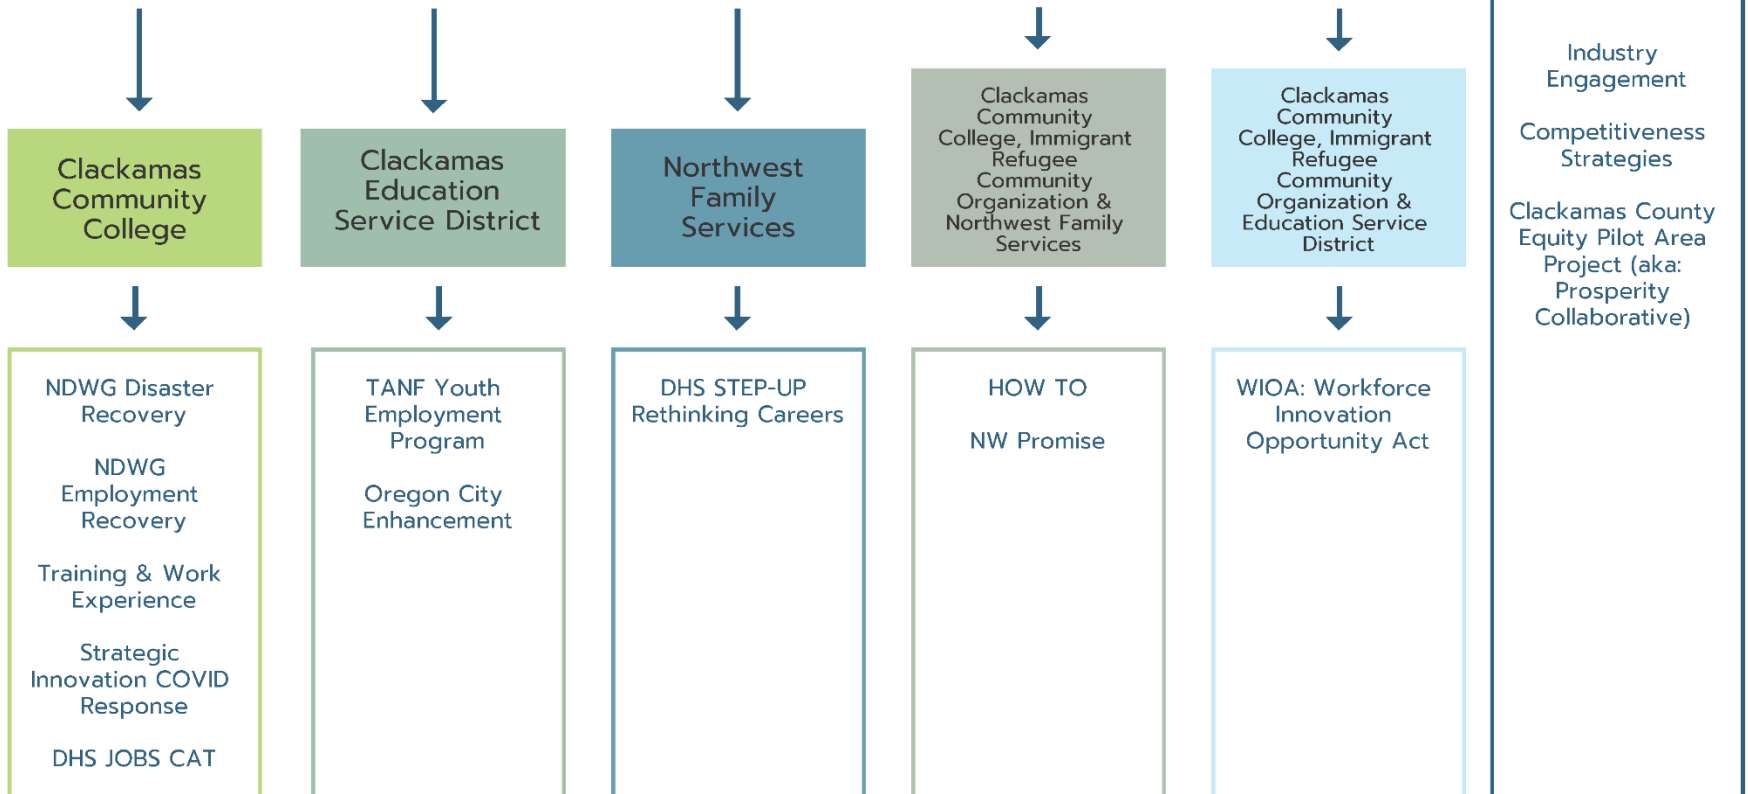 Clackamas
Community
College
NDWG Disaster
Recovery
NDWG
Employment
Recovery
Training & Work
Experience
Strategic
Innovation COVID
Response
DHS JOBS CAT
Clackamas
Education
Service District
TANF Youth
Employment
Program
Oregon City
Enhancement
Northwest
Family
Services
DHS STEP-UP
Rethinking Careers
Clackamas
Community
College, Immigrant
Refugee
Community
Organization &
Northwest Family
Services
HOW TO
NW Promise
Clackamas
Community
College, Immigrant
Refugee
Community
Organization &
Education Service
District
WIOA: Workforce
Innovation
Opportunity Act
Industry
Engagement
Competitiveness
Strategies
Clackamas County
Equity Pilot Area
Project (aka:
Prosperity
Collaborative)